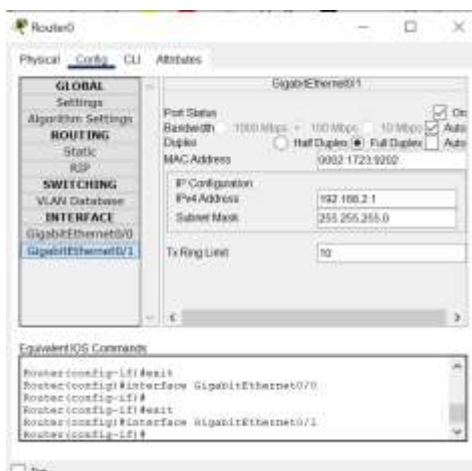 Router0
Physical Config CLI Attributes
GLOBAL
Settings
Algorithm Settings
ROUTING
Static
RIP
SWITCHING
VLAN Database
INTERFACE
GigabitEthernet0/0
GigabitEthernet0/1
GigabitEthernet0/1
Port Status On
Bandwidth 1000 Mbps 100 Mbps 10 Mbps Auto
Duplex Half Duplex Full Duplex Auto
MAC Address 0002.1723.9202
IP Configuration
IPv4 Address 192.168.2.1
Subnet Mask 255.255.255.0
Tx Ring Limit 10
Equivalent IOS Commands
Router(config-if)#exit
Router(config)#interface GigabitEthernet0/0
Router(config-if)#
Router(config-if)#exit
Router(config)#interface GigabitEthernet0/1
Router(config-if)#